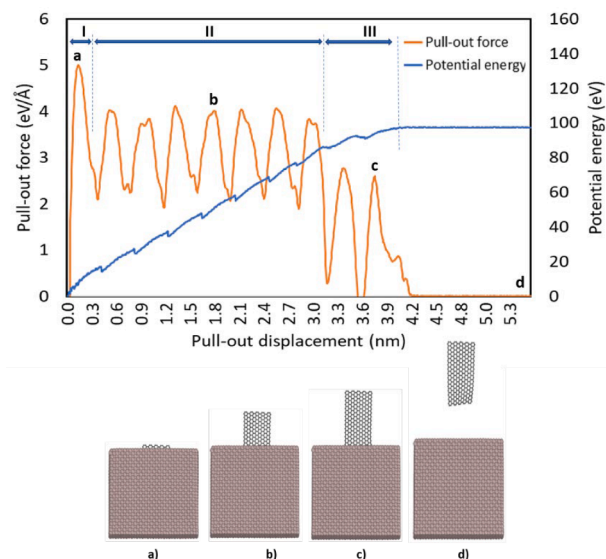 I II III
a
b
c
d
Pull-out force
Potential energy
Pull-out force (eV/Å)
6
5
4
3
2
1
0
Potential energy (eV)
160
140
120
100
80
60
40
20
0
0.0 0.3 0.6 0.9 1.2 1.5 1.8 2.1 2.4 2.7 3.0 3.3 3.6 3.9 4.2 4.5 4.8 5.1 5.3
Pull-out displacement (nm)
a) b) c) d)